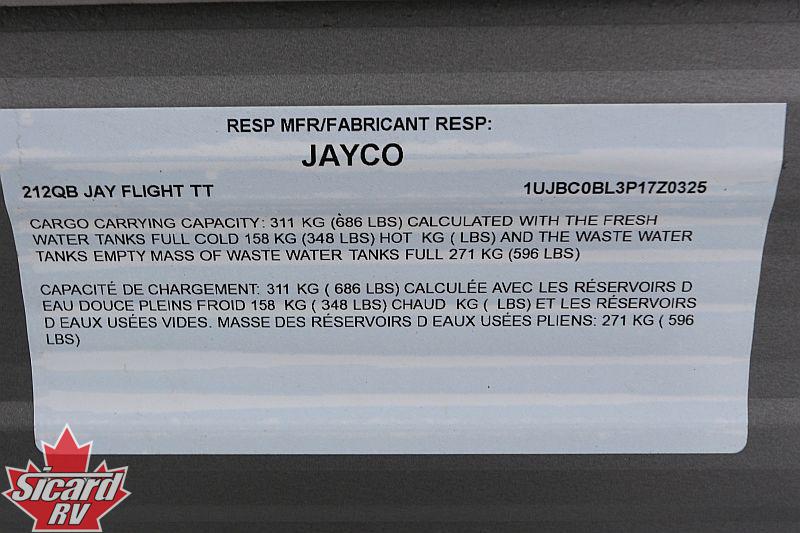 RESP MFR/FABRICANT RESP:
JAYCO
212QB JAY FLIGHT TT 1UJBC0BL3P17Z0325
CARGO CARRYING CAPACITY: 311 KG (686 LBS) CALCULATED WITH THE FRESH
WATER TANKS FULL COLD 158 KG (348 LBS) HOT  KG ( LBS) AND THE WASTE WATER
TANKS EMPTY MASS OF WASTE WATER TANKS FULL 271 KG (596 LBS)
CAPACITÉ DE CHARGEMENT: 311 KG ( 686 LBS) CALCULÉE AVEC LES RÉSERVOIRS D
EAU DOUCE PLEINS FROID 158  KG ( 348 LBS) CHAUD  KG (  LBS) ET LES RÉSERVOIRS
D EAUX USÉES VIDES. MASSE DES RÉSERVOIRS D EAUX USÉES PLIENS: 271 KG ( 596
LBS)
Sicard
RV